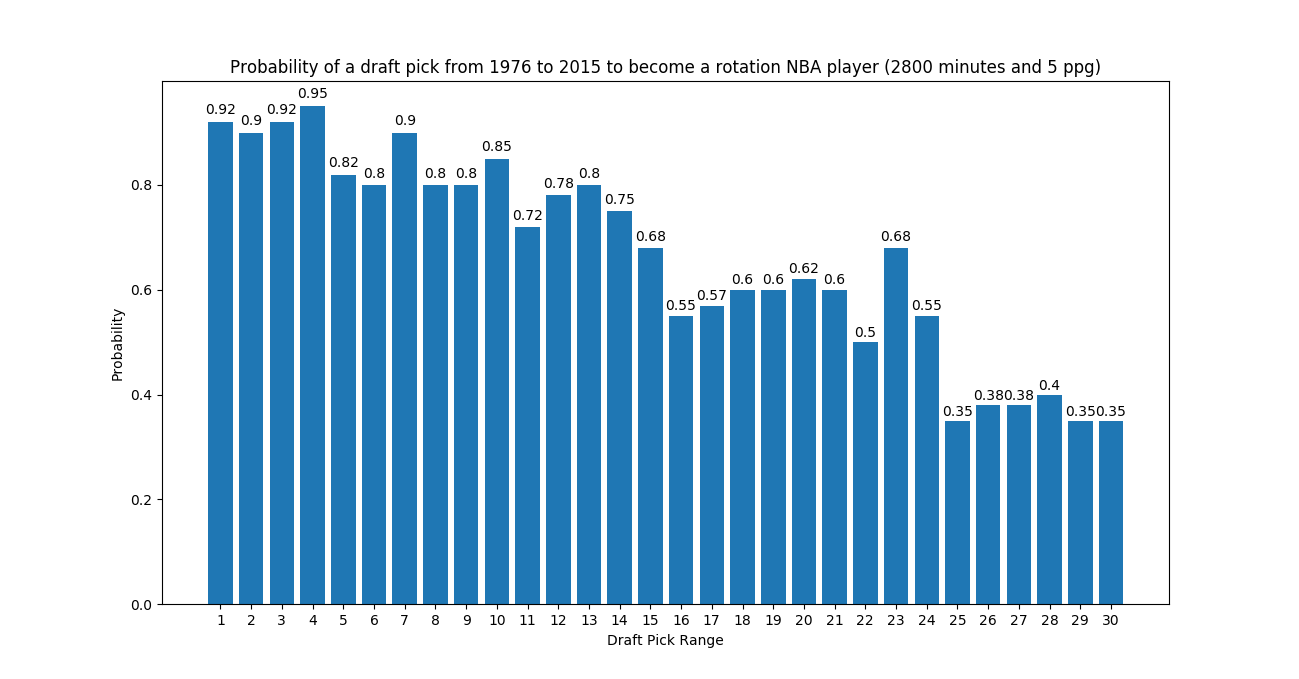 Probability of a draft pick from 1976 to 2015 to become a rotation NBA player (2800 minutes and 5 ppg)
0.92 0.9 0.92 0.95 0.82 0.8 0.9 0.8 0.8 0.85 0.72 0.78 0.8 0.75 0.68 0.55 0.57 0.6 0.6 0.62 0.6 0.5 0.68 0.55 0.35 0.38 0.38 0.4 0.35 0.35
0.8
0.6
0.4
0.2
0.0
Probability
1 2 3 4 5 6 7 8 9 10 11 12 13 14 15 16 17 18 19 20 21 22 23 24 25 26 27 28 29 30
Draft Pick Range